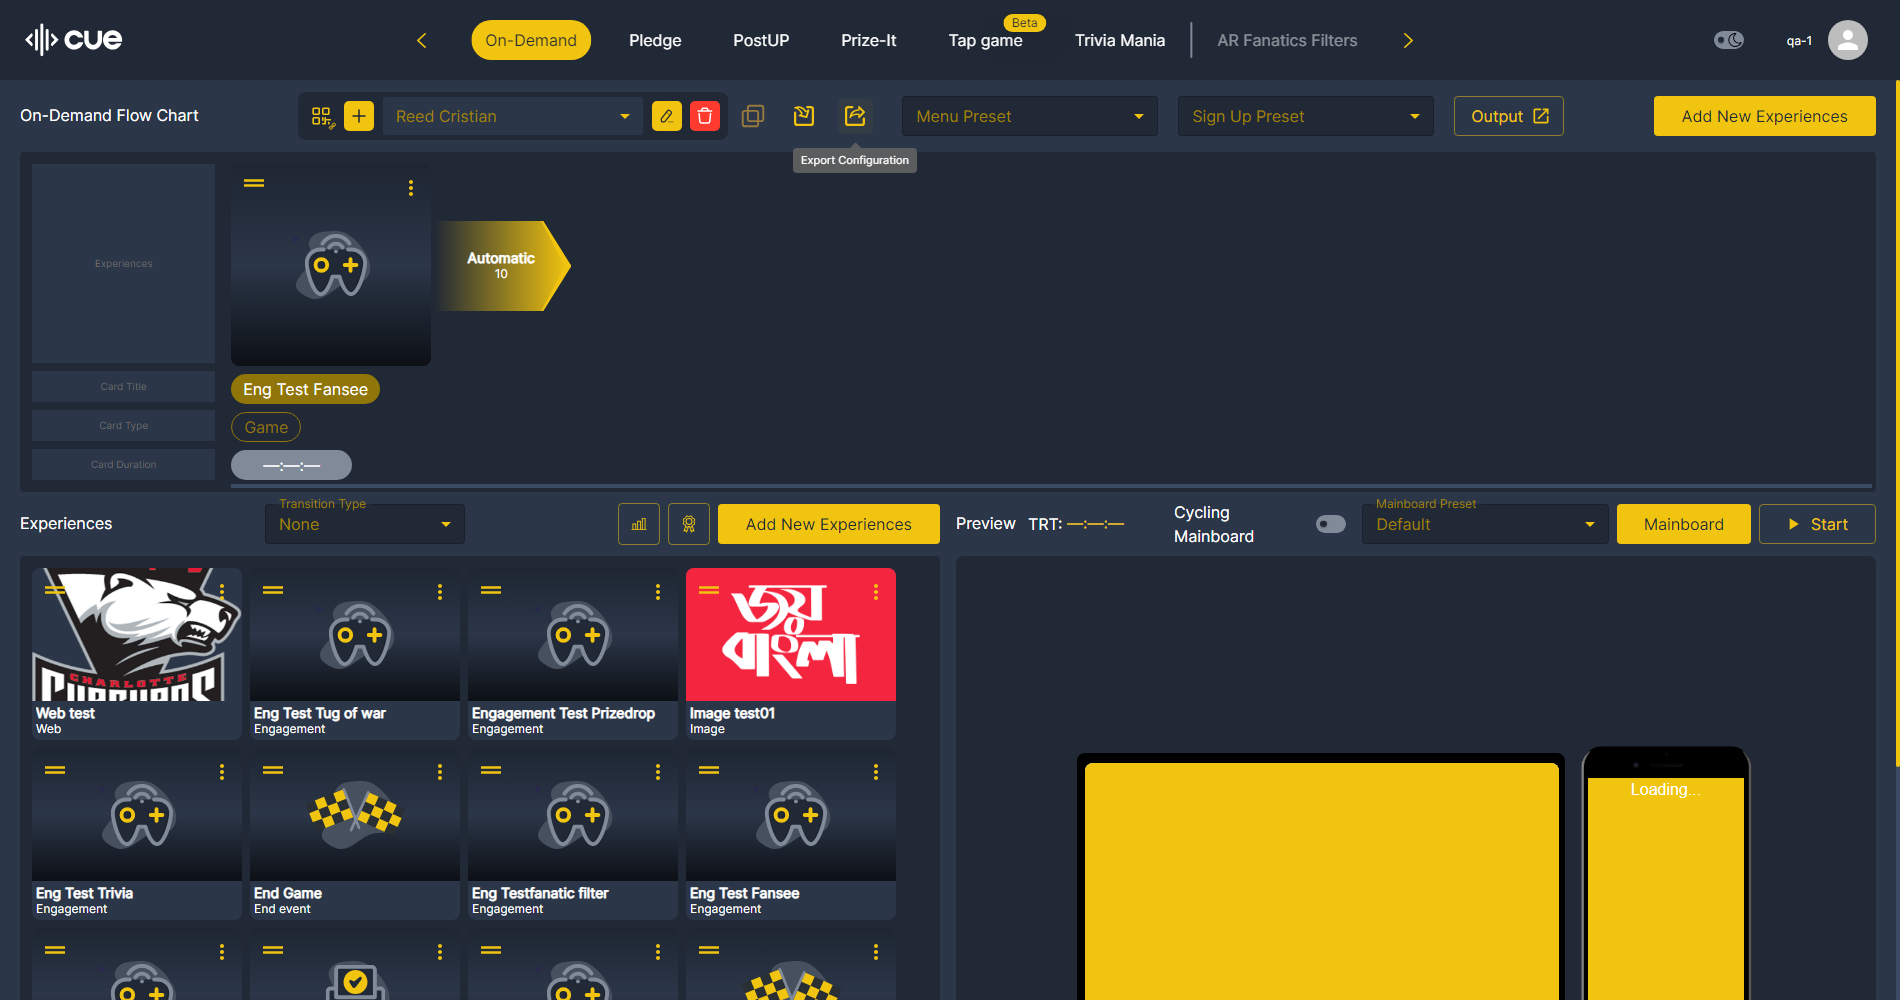 cue
On-Demand
Pledge
PostUP
Prize-It
Tap game
Beta
Trivia Mania
AR Fanatics Filters
qa-1
On-Demand Flow Chart
Reed Cristian
Menu Preset
Sign Up Preset
Output
Add New Experiences
Export Configuration
Experiences
Automatic
10
Card Title
Eng Test Fansee
Card Type
Game
Card Duration
—:—:—
Experiences
Transition Type
None
Add New Experiences
Preview
TRT: —:—:—
Cycling
Mainboard
Mainboard Preset
Default
Mainboard
Start
CHARLOTTE
জয়
বাংলা
Web test
Web
Eng Test Tug of war
Engagement
Engagement Test Prizedrop
Engagement
Image test01
Image
Loading...
Eng Test Trivia
Engagement
End Game
End event
Eng Testfanatic filter
Engagement
Eng Test Fansee
Engagement